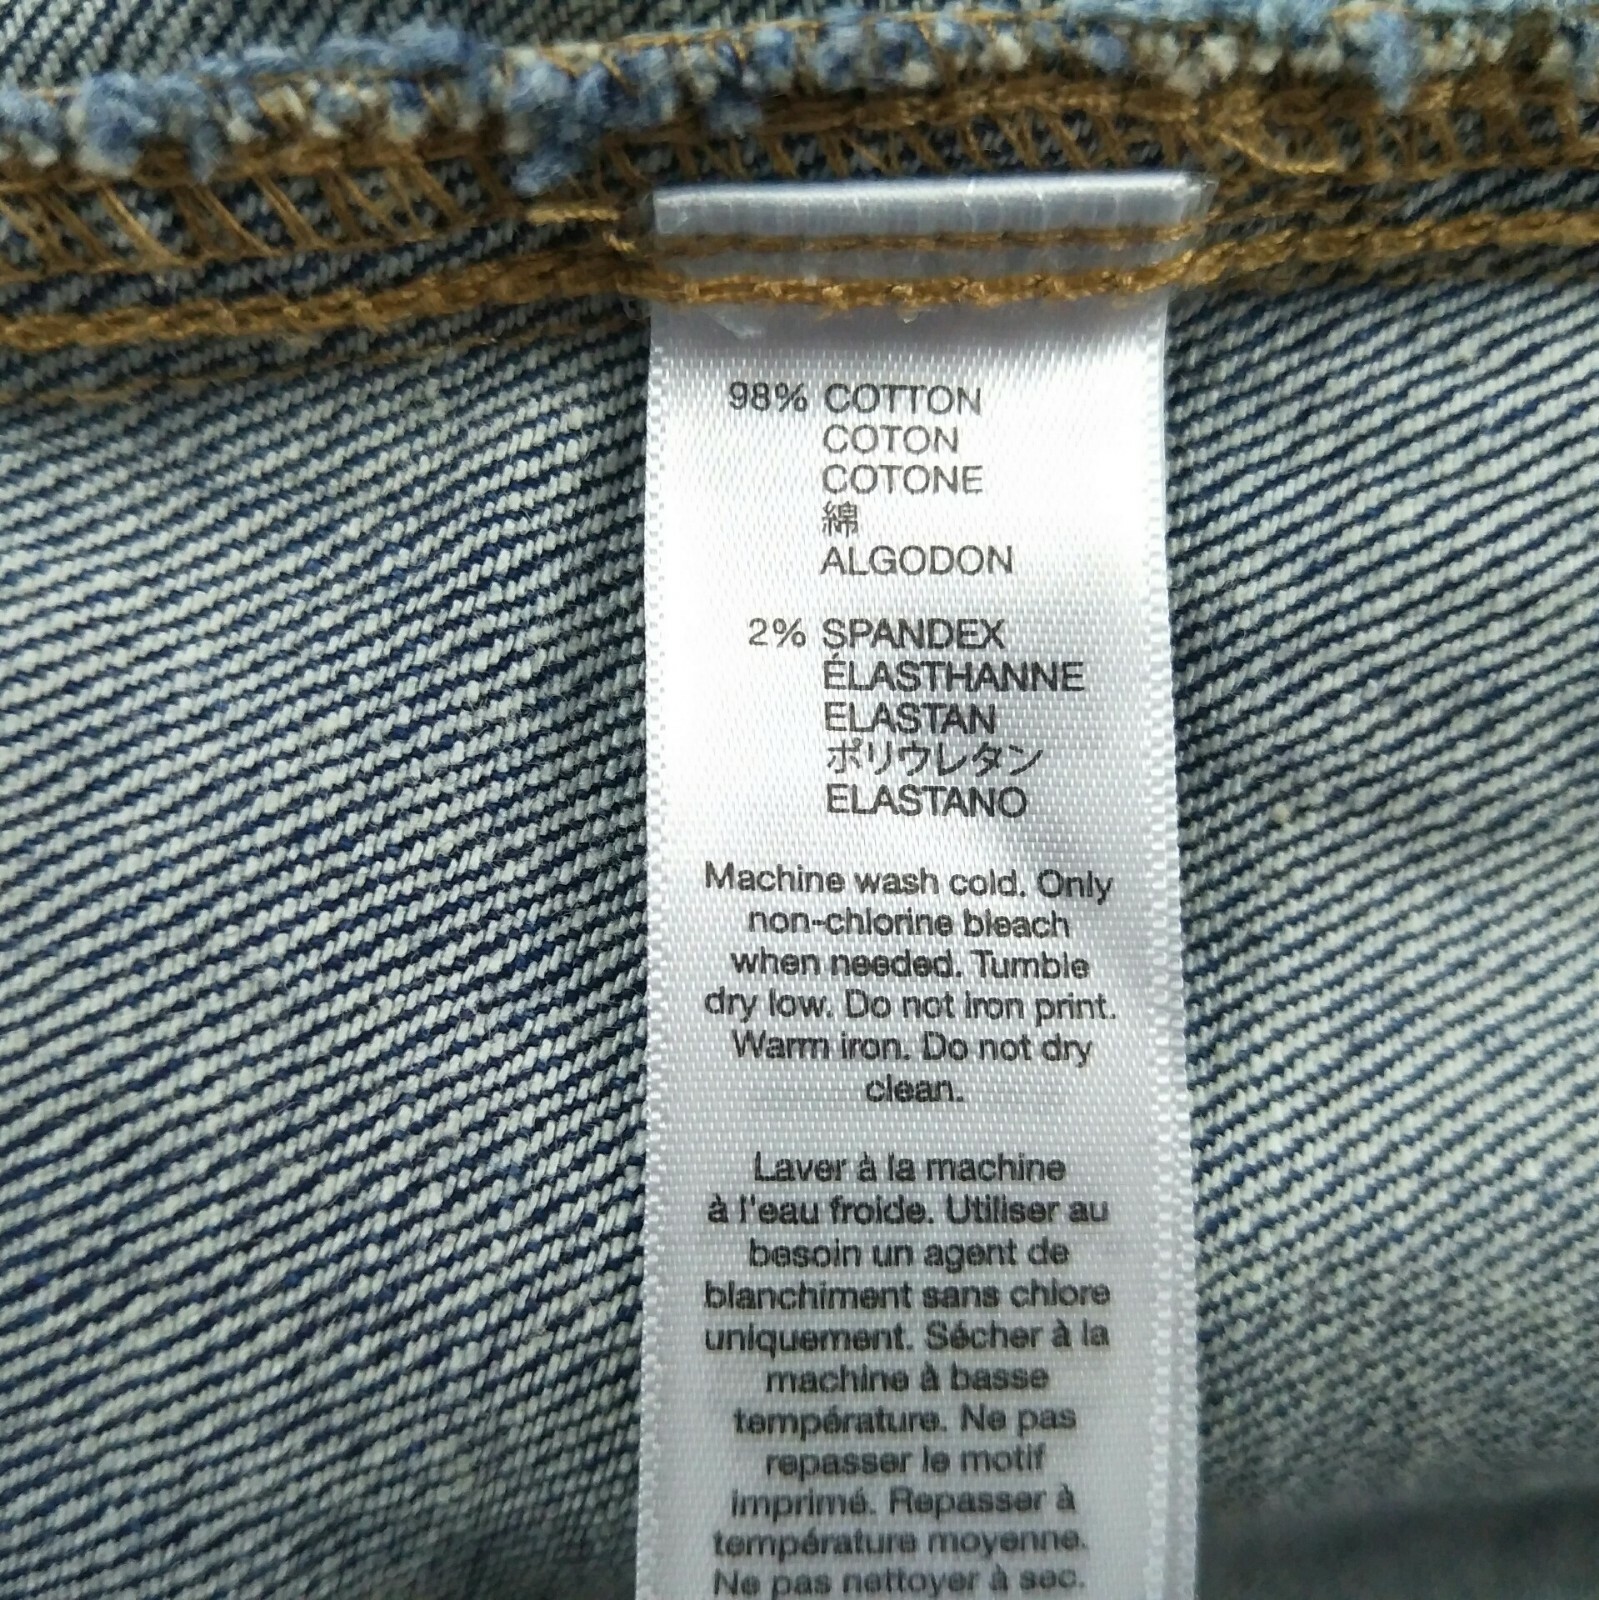 98% COTTON
COTON
COTONE
綿
ALGODON
2% SPANDEX
ÉLASTHANNE
ELASTAN
ポリウレタン
ELASTANO
Machine wash cold. Only
non-chlorine bleach
when needed. Tumble
dry low. Do not iron print.
Warm iron. Do not dry
clean.
Laver à la machine
à l'eau froide. Utiliser au
besoin un agent de
blanchiment sans chlore
uniquement. Sécher à la
machine à basse
température. Ne pas
repasser le motif
imprimé. Repasser à
température moyenne.
Ne pas nettoyer à sec.